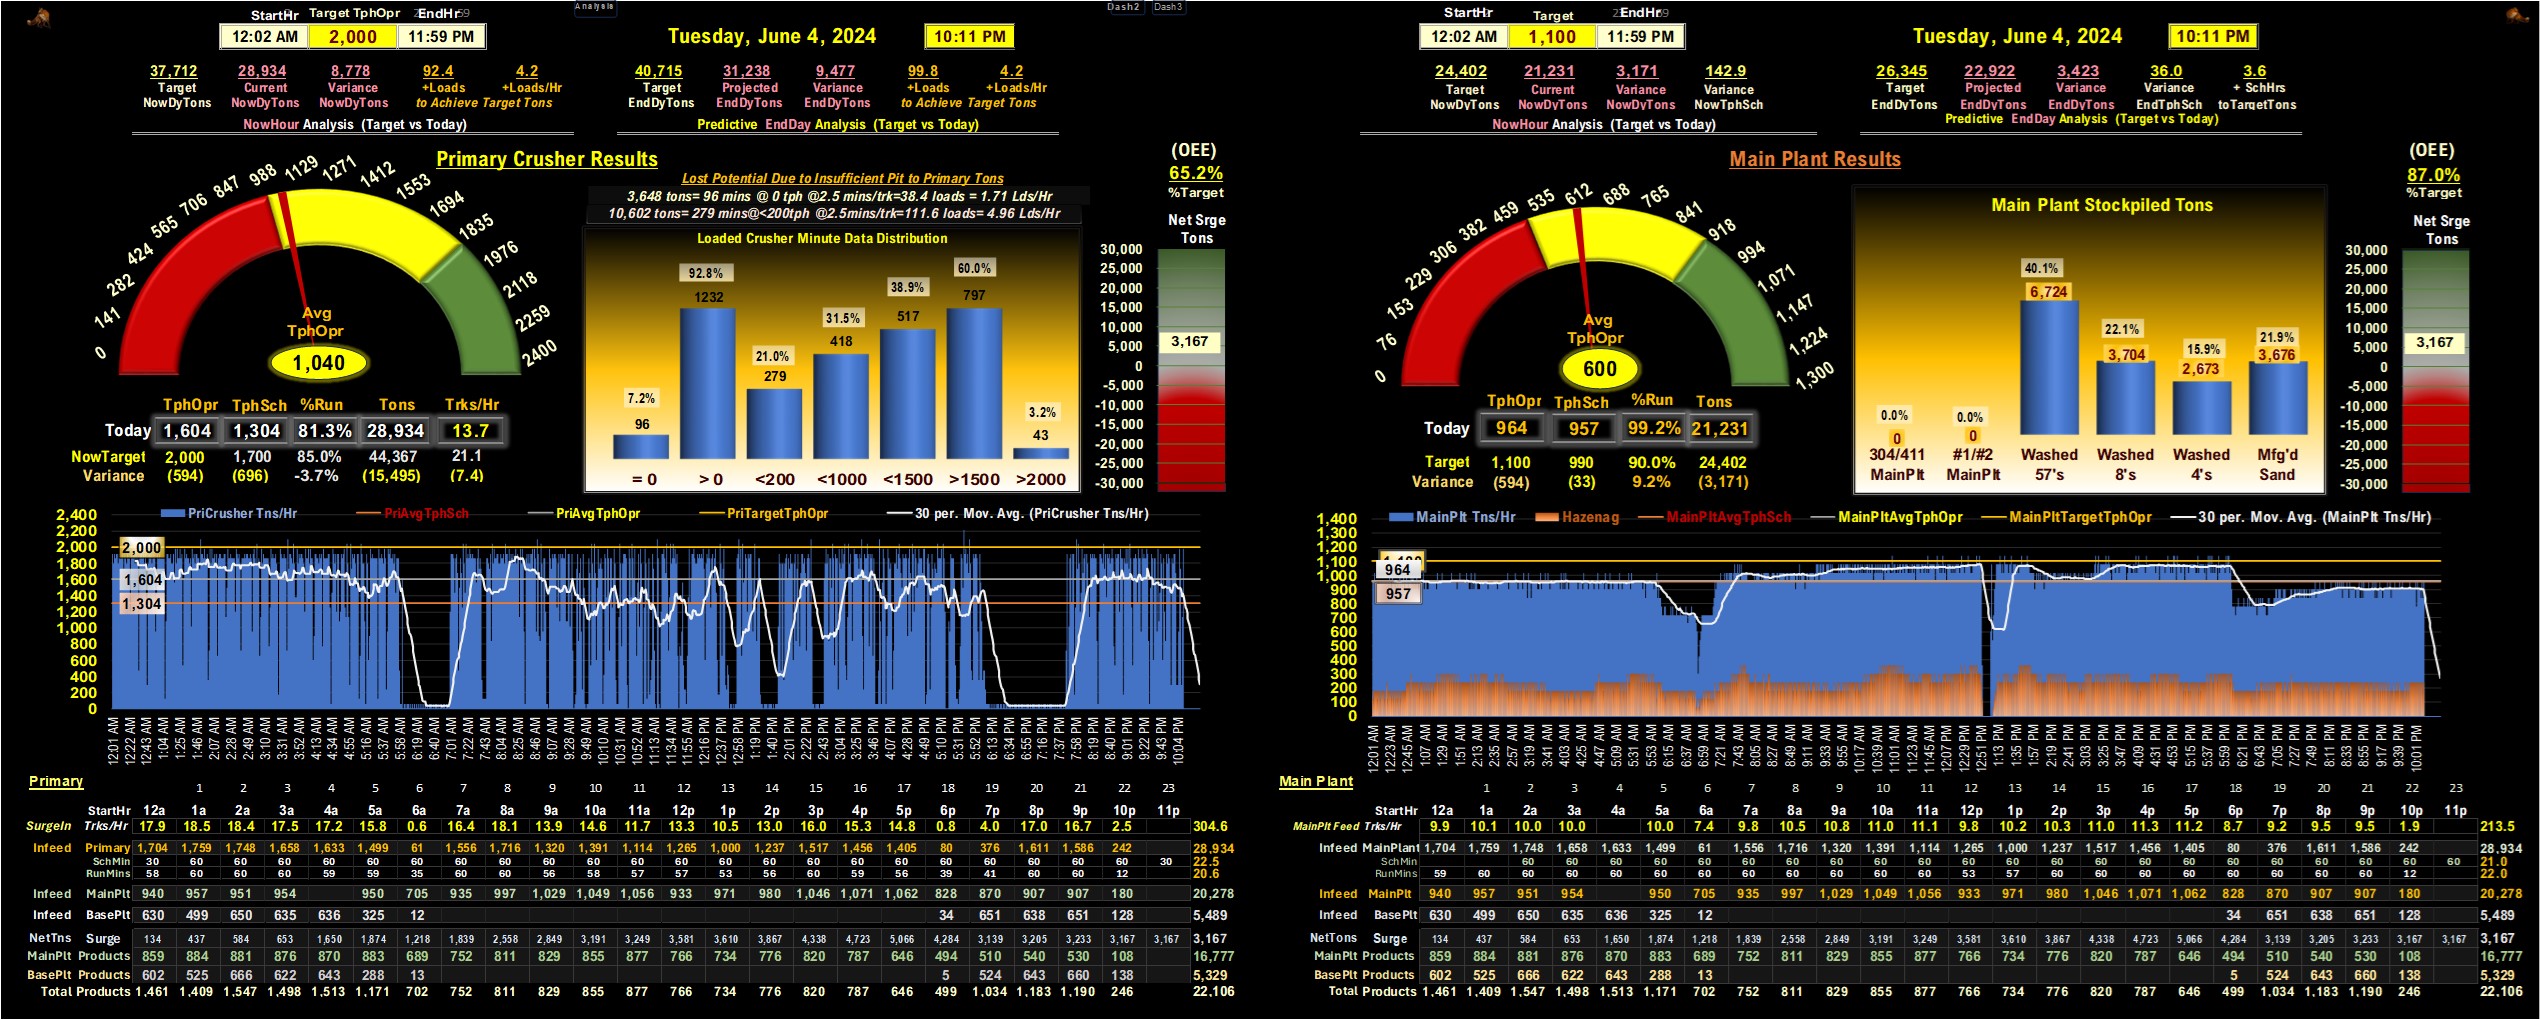 Analysis
Dash2 Dash3
StartHr Target TphOpr EndHr
12:02 AM 2,000 11:59 PM
Tuesday, June 4, 2024 10:11 PM
37,712 28,934 8,778 92.4 4.2
Target Current Variance +Loads +Loads/Hr
NowDyTons NowDyTons NowDyTons to Achieve Target Tons
NowHour Analysis (Target vs Today)
40,715 31,238 9,477 99.8 4.2
Target Projected Variance +Loads +Loads/Hr
EndDyTons EndDyTons EndDyTons to Achieve Target Tons
Predictive EndDay Analysis (Target vs Today)
Primary Crusher Results
Lost Potential Due to Insufficient Pit to Primary Tons
3,648 tons= 96 mins @ 0 tph @2.5 mins/trk=38.4 loads = 1.71 Lds/Hr
10,602 tons= 279 mins@<200tph @2.5mins/trk=111.6 loads= 4.96 Lds/Hr
(OEE)
65.2%
%Target
0 141 282 424 565 706 847 988 1129 1271 1412 1553 1694 1835 1976 2118 2259 2400
Avg
TphOpr
1,040
Loaded Crusher Minute Data Distribution
7.2% 92.8% 21.0% 31.5% 38.9% 60.0% 3.2%
96 1232 279 418 517 797 43
= 0 > 0 <200 <1000 <1500 >1500 >2000
Net Srge
Tons
30,000
25,000
20,000
15,000
10,000
5,000
0
-5,000
-10,000
-15,000
-20,000
-25,000
-30,000
3,167
TphOpr TphSch %Run Tons Trks/Hr
Today 1,604 1,304 81.3% 28,934 13.7
NowTarget 2,000 1,700 85.0% 44,367 21.1
Variance (594) (696) -3.7% (15,495) (7.4)
PriCrusher Tns/Hr PriAvgTphSch PriAvgTphOpr PriTargetTphOpr 30 per. Mov. Avg. (PriCrusher Tns/Hr)
2,400
2,200
2,000
1,800
1,600
1,400
1,200
1,000
800
600
400
200
0
2,000
1,604
1,304
12:01 AM 12:22 AM 12:43 AM 1:04 AM 1:25 AM 1:46 AM 2:07 AM 2:28 AM 2:49 AM 3:10 AM 3:31 AM 3:52 AM 4:13 AM 4:34 AM 4:55 AM 5:16 AM 5:37 AM 5:58 AM 6:19 AM 6:40 AM 7:01 AM 7:22 AM 7:43 AM 8:04 AM 8:25 AM 8:46 AM 9:07 AM 9:28 AM 9:49 AM 10:10 AM 10:31 AM 10:52 AM 11:13 AM 11:34 AM 11:55 AM 12:16 PM 12:37 PM 12:58 PM 1:19 PM 1:40 PM 2:01 PM 2:22 PM 2:43 PM 3:04 PM 3:25 PM 3:46 PM 4:07 PM 4:28 PM 4:49 PM 5:10 PM 5:31 PM 5:52 PM 6:13 PM 6:34 PM 6:55 PM 7:16 PM 7:37 PM 7:58 PM 8:19 PM 8:40 PM 9:01 PM 9:22 PM 9:43 PM 10:04 PM
Primary
1 2 3 4 5 6 7 8 9 10 11 12 13 14 15 16 17 18 19 20 21 22 23
StartHr 12a 1a 2a 3a 4a 5a 6a 7a 8a 9a 10a 11a 12p 1p 2p 3p 4p 5p 6p 7p 8p 9p 10p 11p
SurgeIn Trks/Hr 17.9 18.5 18.4 17.5 17.2 15.8 0.6 16.4 18.1 13.9 14.6 11.7 13.3 10.5 13.0 16.0 15.3 14.8 0.8 4.0 17.0 16.7 2.5 304.6
Infeed Primary 1,704 1,759 1,748 1,658 1,633 1,499 61 1,556 1,716 1,320 1,391 1,114 1,265 1,000 1,237 1,517 1,456 1,405 80 376 1,611 1,586 242 28,934
SchMin 30 60 60 60 60 60 60 60 60 60 60 60 60 60 60 60 60 60 60 60 60 60 60 30 22.5
RunMins 58 60 60 60 59 59 35 60 60 56 58 57 57 53 56 60 59 56 39 41 60 60 12 20.6
Infeed MainPlt 940 957 951 954 950 705 935 997 1,029 1,049 1,056 933 971 980 1,046 1,071 1,062 828 870 907 907 180 20,278
Infeed BasePlt 630 499 650 635 636 325 12 34 651 638 651 128 5,489
NetTns Surge 134 437 584 653 1,650 1,874 1,218 1,839 2,558 2,849 3,191 3,249 3,581 3,610 3,867 4,338 4,723 5,066 4,284 3,139 3,205 3,233 3,167 3,167 3,167
MainPlt Products 859 884 881 876 870 883 689 752 811 829 855 877 766 734 776 820 787 646 494 510 540 530 108 16,777
BasePlt Products 602 525 666 622 643 288 13 5 524 643 660 138 5,329
Total Products 1,461 1,409 1,547 1,498 1,513 1,171 702 752 811 829 855 877 766 734 776 820 787 646 499 1,034 1,183 1,190 246 22,106
StartHr Target EndHr
12:02 AM 1,100 11:59 PM
Tuesday, June 4, 2024 10:11 PM
24,402 21,231 3,171 142.9
Target Current Variance Variance
NowDyTons NowDyTons NowDyTons NowTphSch
NowHour Analysis (Target vs Today)
26,345 22,922 3,423 36.0 3.6
Target Projected Variance Variance + SchHrs
EndDyTons EndDyTons EndDyTons EndTphSch toTargetTons
Predictive EndDay Analysis (Target vs Today)
Main Plant Results
(OEE)
87.0%
%Target
0 76 153 229 306 382 459 535 612 688 765 841 918 994 1,071 1,147 1,224 1,300
Avg
TphOpr
600
Main Plant Stockpiled Tons
0.0% 0.0% 40.1% 22.1% 15.9% 21.9%
0 0 6,724 3,704 2,673 3,676
304/411 #1/#2 Washed Washed Washed Mfg'd
MainPlt MainPlt 57's 8's 4's Sand
Net Srge
Tons
30,000
25,000
20,000
15,000
10,000
5,000
0
-5,000
-10,000
-15,000
-20,000
-25,000
-30,000
3,167
TphOpr TphSch %Run Tons
Today 964 957 99.2% 21,231
Target 1,100 990 90.0% 24,402
Variance (594) (33) 9.2% (3,171)
MainPlt Tns/Hr Hazenag MainPltAvgTphSch MainPltAvgTphOpr MainPltTargetTphOpr 30 per. Mov. Avg. (MainPlt Tns/Hr)
1,400
1,300
1,200
1,100
1,000
900
800
700
600
500
400
300
200
100
0
964
957
12:01 AM 12:23 AM 12:45 AM 1:07 AM 1:29 AM 1:51 AM 2:13 AM 2:35 AM 2:57 AM 3:19 AM 3:41 AM 4:03 AM 4:25 AM 4:47 AM 5:09 AM 5:31 AM 5:53 AM 6:15 AM 6:37 AM 6:59 AM 7:21 AM 7:43 AM 8:05 AM 8:27 AM 8:49 AM 9:11 AM 9:33 AM 9:55 AM 10:17 AM 10:39 AM 11:01 AM 11:23 AM 11:45 AM 12:07 PM 12:29 PM 12:51 PM 1:13 PM 1:35 PM 1:57 PM 2:19 PM 2:41 PM 3:03 PM 3:25 PM 3:47 PM 4:09 PM 4:31 PM 4:53 PM 5:15 PM 5:37 PM 5:59 PM 6:21 PM 6:43 PM 7:05 PM 7:27 PM 7:49 PM 8:11 PM 8:33 PM 8:55 PM 9:17 PM 9:39 PM 10:01 PM
Main Plant
1 2 3 4 5 6 7 8 9 10 11 12 13 14 15 16 17 18 19 20 21 22 23
StartHr 12a 1a 2a 3a 4a 5a 6a 7a 8a 9a 10a 11a 12p 1p 2p 3p 4p 5p 6p 7p 8p 9p 10p 11p
MainPlt Feed Trks/Hr 9.9 10.1 10.0 10.0 10.0 7.4 9.8 10.5 10.8 11.0 11.1 9.8 10.2 10.3 11.0 11.3 11.2 8.7 9.2 9.5 9.5 1.9 213.5
Infeed MainPlant 1,704 1,759 1,748 1,658 1,633 1,499 61 1,556 1,716 1,320 1,391 1,114 1,265 1,000 1,237 1,517 1,456 1,405 80 376 1,611 1,586 242 28,934
SchMin 60 60 60 60 60 60 60 60 60 60 60 60 60 60 60 60 60 60 60 60 60 60 21.0
RunMins 59 60 60 60 60 60 60 60 60 60 60 53 57 60 60 60 60 60 60 60 60 12 22.0
Infeed MainPlt 940 957 951 954 950 705 935 997 1,029 1,049 1,056 933 971 980 1,046 1,071 1,062 828 870 907 907 180 20,278
Infeed BasePlt 630 499 650 635 636 325 12 34 651 638 651 128 5,489
NetTons Surge 134 437 584 653 1,650 1,874 1,218 1,839 2,558 2,849 3,191 3,249 3,581 3,610 3,867 4,338 4,723 5,066 4,284 3,139 3,205 3,233 3,167 3,167 3,167
MainPlt Products 859 884 881 876 870 883 689 752 811 829 855 877 766 734 776 820 787 646 494 510 540 530 108 16,777
BasePlt Products 602 525 666 622 643 288 13 5 524 643 660 138 5,329
Total Products 1,461 1,409 1,547 1,498 1,513 1,171 702 752 811 829 855 877 766 734 776 820 787 646 499 1,034 1,183 1,190 246 22,106